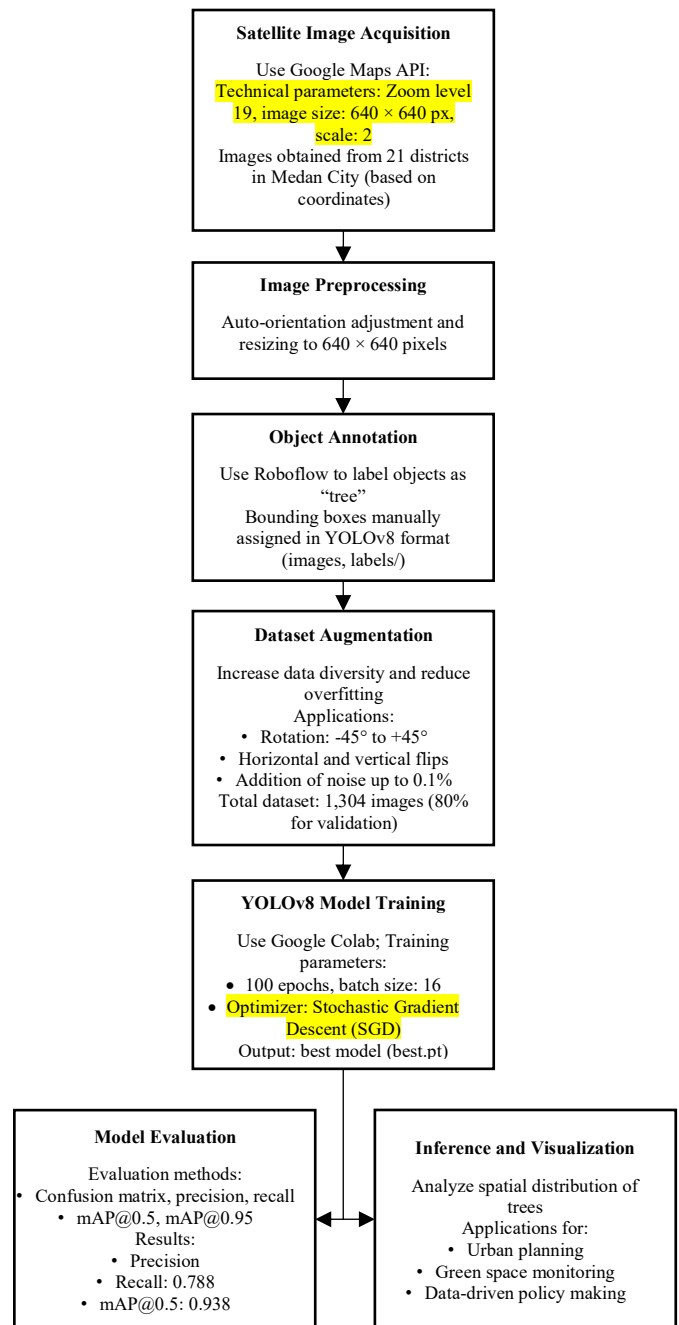 Satellite Image Acquisition
Use Google Maps API:
Technical parameters: Zoom level
19, image size: 640 × 640 px,
scale: 2
Images obtained from 21 districts
in Medan City (based on
coordinates)
Image Preprocessing
Auto-orientation adjustment and
resizing to 640 × 640 pixels
Object Annotation
Use Roboflow to label objects as
“tree”
Bounding boxes manually
assigned in YOLOv8 format
(images, labels/)
Dataset Augmentation
Increase data diversity and reduce
overfitting
Applications:
• Rotation: -45° to +45°
• Horizontal and vertical flips
• Addition of noise up to 0.1%
Total dataset: 1,304 images (80%
for validation)
YOLOv8 Model Training
Use Google Colab; Training
parameters:
• 100 epochs, batch size: 16
• Optimizer: Stochastic Gradient
Descent (SGD)
Output: best model (best.pt)
Model Evaluation
Evaluation methods:
• Confusion matrix, precision, recall
• mAP@0.5, mAP@0.95
Results:
• Precision
• Recall: 0.788
• mAP@0.5: 0.938
Inference and Visualization
Analyze spatial distribution of
trees
Applications for:
• Urban planning
• Green space monitoring
• Data-driven policy making